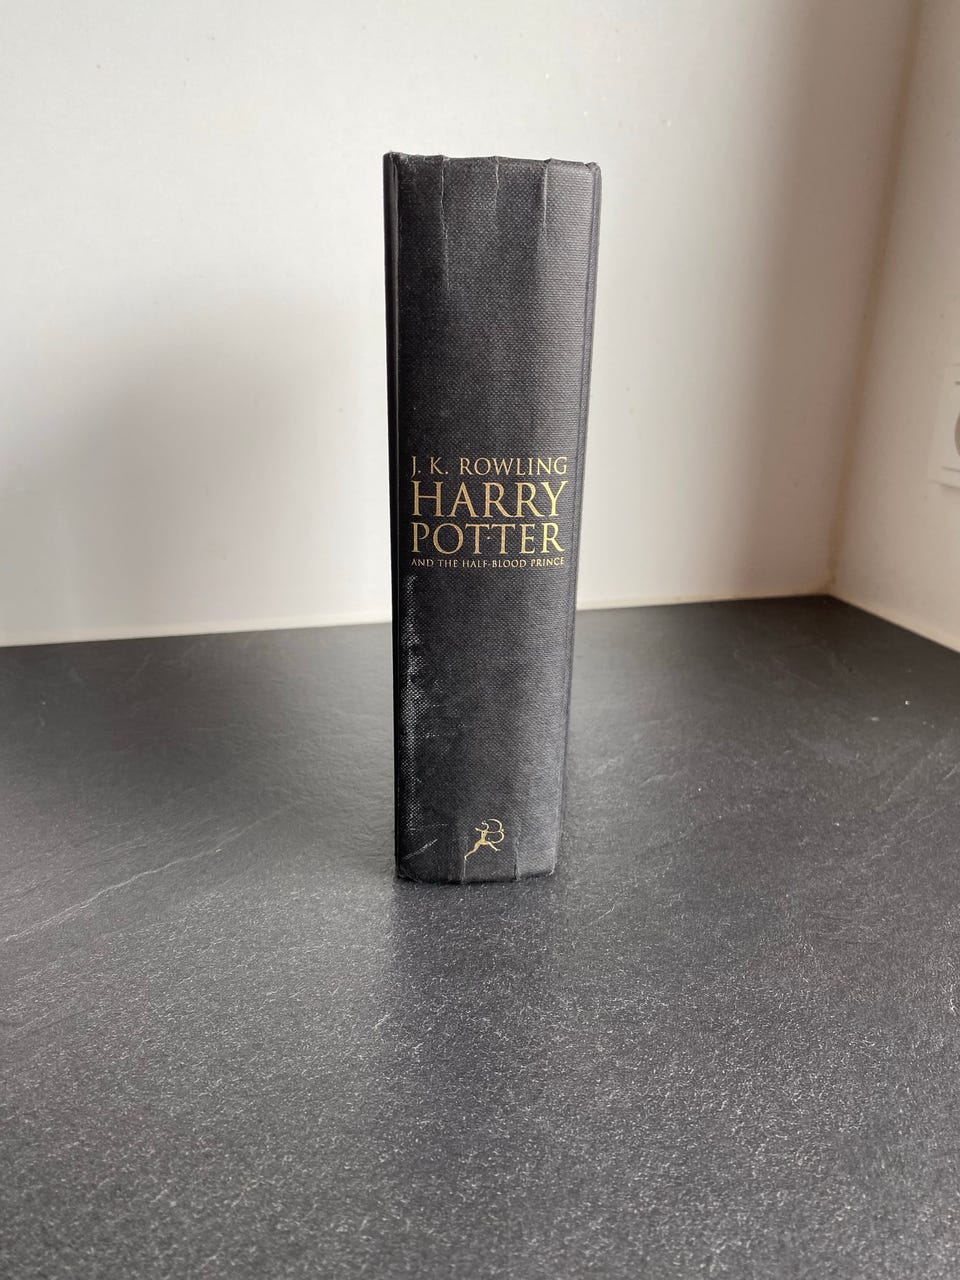 J. K. ROWLING
HARRY
POTTER
AND THE HALF-BLOOD PRINCE